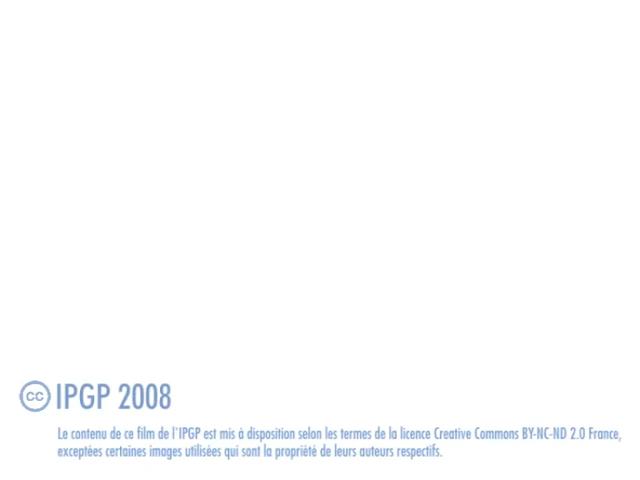 cc IPGP 2008
Le contenu de ce film de l'IPGP est mis à disposition selon les termes de la licence Creative Commons BY-NC-ND 2.0 France,
exceptées certaines images utilisées qui sont la propriété de leurs auteurs respectifs.